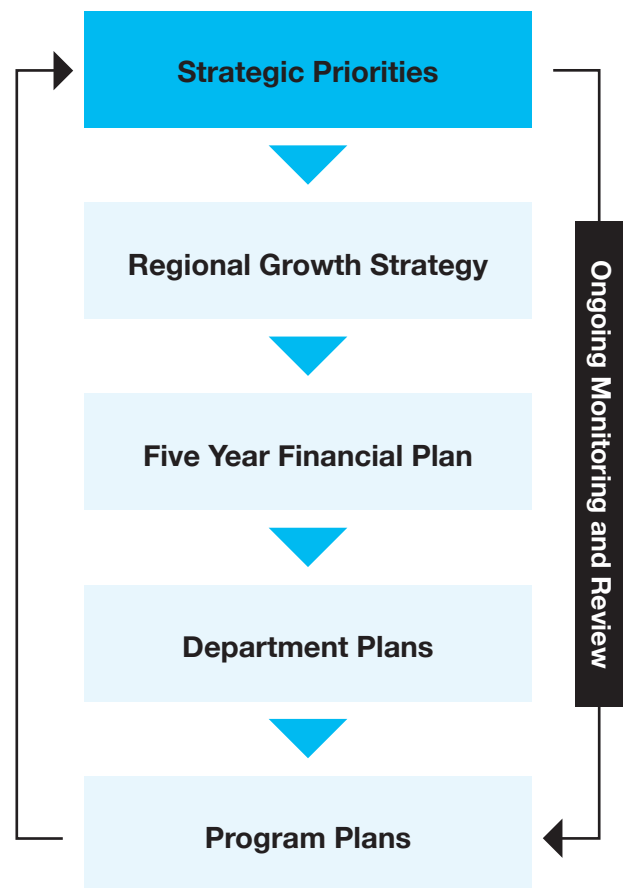 Strategic Priorities
Regional Growth Strategy
Five Year Financial Plan
Department Plans
Program Plans
Ongoing Monitoring and Review